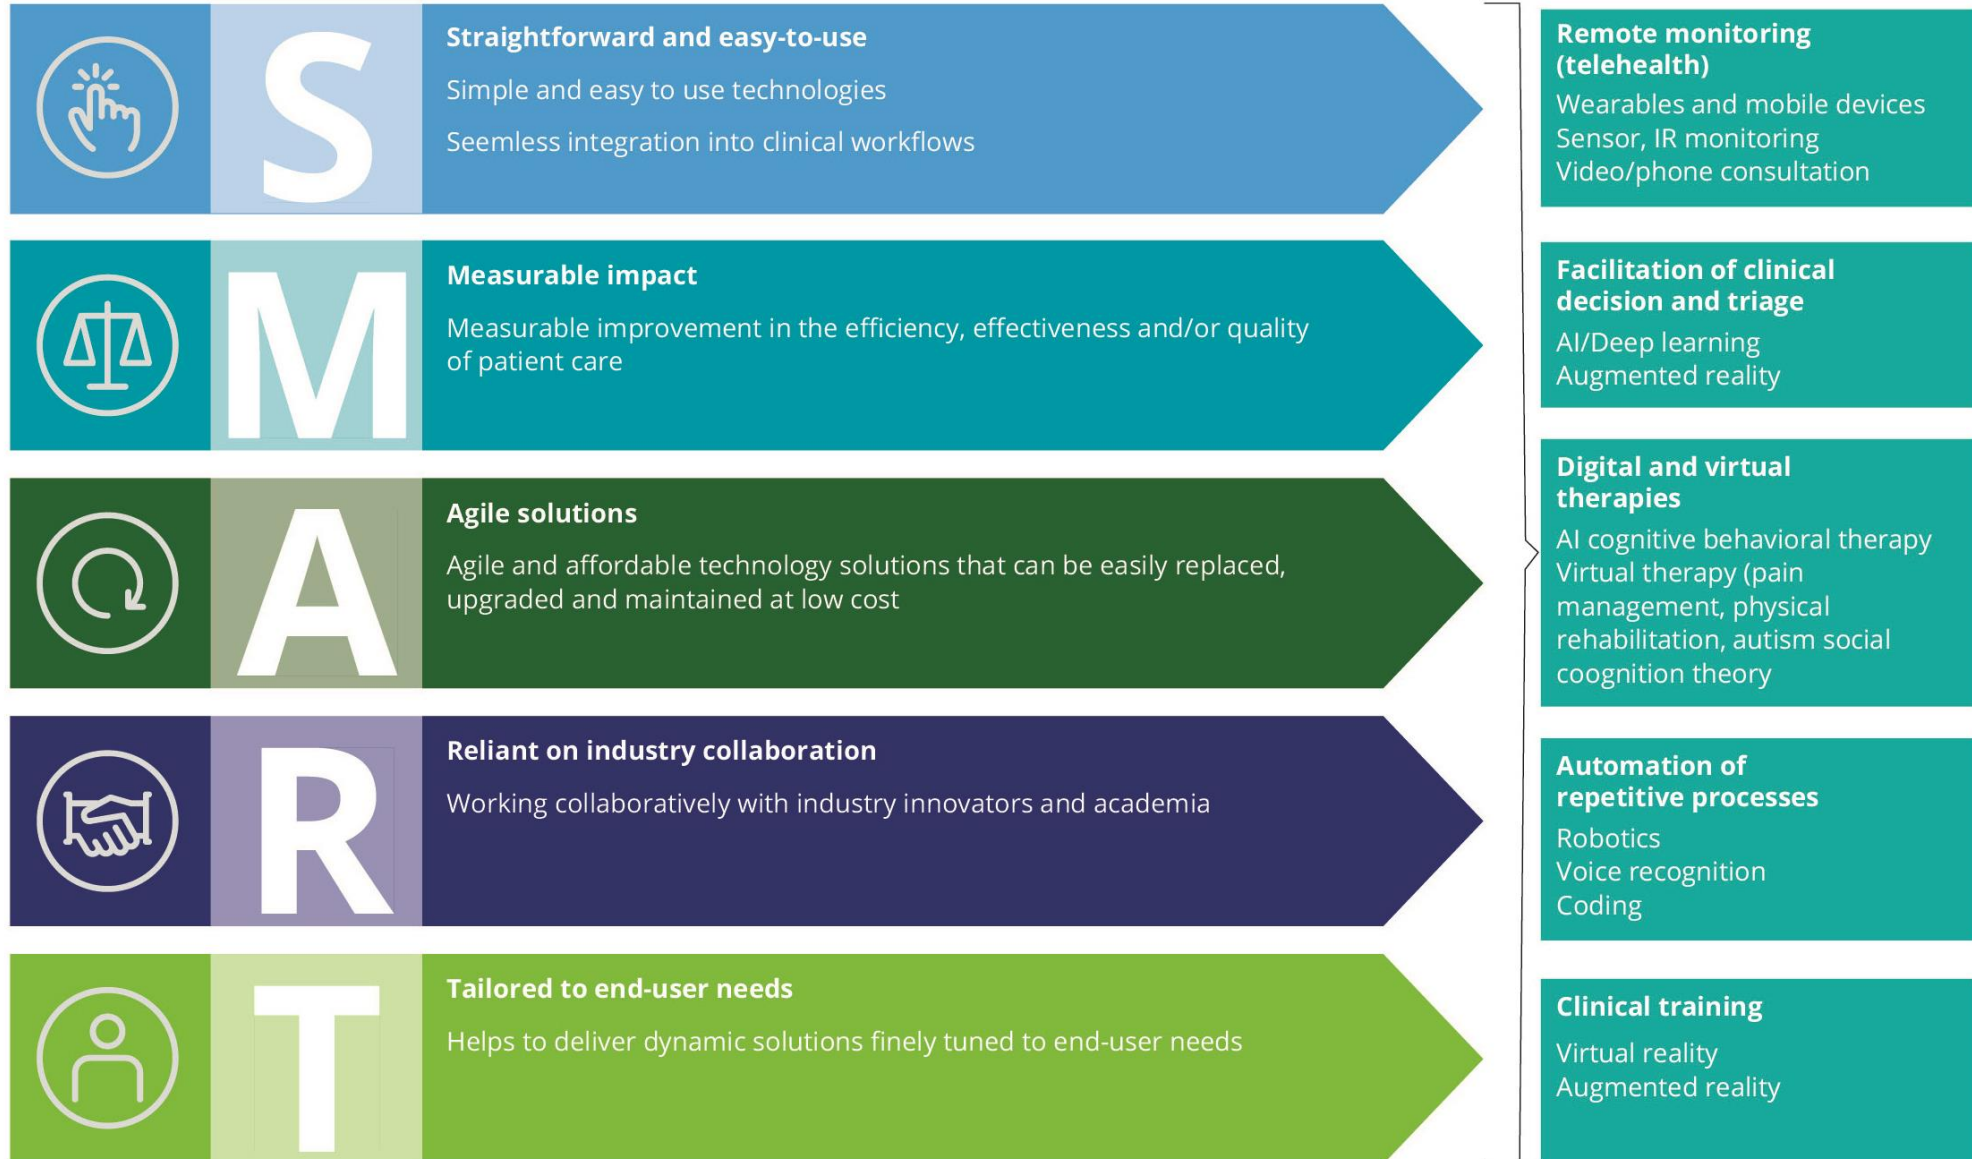 S
Straightforward and easy-to-use
Simple and easy to use technologies
Seemless integration into clinical workflows
M
Measurable impact
Measurable improvement in the efficiency, effectiveness and/or quality
of patient care
A
Agile solutions
Agile and affordable technology solutions that can be easily replaced,
upgraded and maintained at low cost
R
Reliant on industry collaboration
Working collaboratively with industry innovators and academia
T
Tailored to end-user needs
Helps to deliver dynamic solutions finely tuned to end-user needs
Remote monitoring
(telehealth)
Wearables and mobile devices
Sensor, IR monitoring
Video/phone consultation
Facilitation of clinical
decision and triage
AI/Deep learning
Augmented reality
Digital and virtual
therapies
AI cognitive behavioral therapy
Virtual therapy (pain
management, physical
rehabilitation, autism social
coognition theory
Automation of
repetitive processes
Robotics
Voice recognition
Coding
Clinical training
Virtual reality
Augmented reality